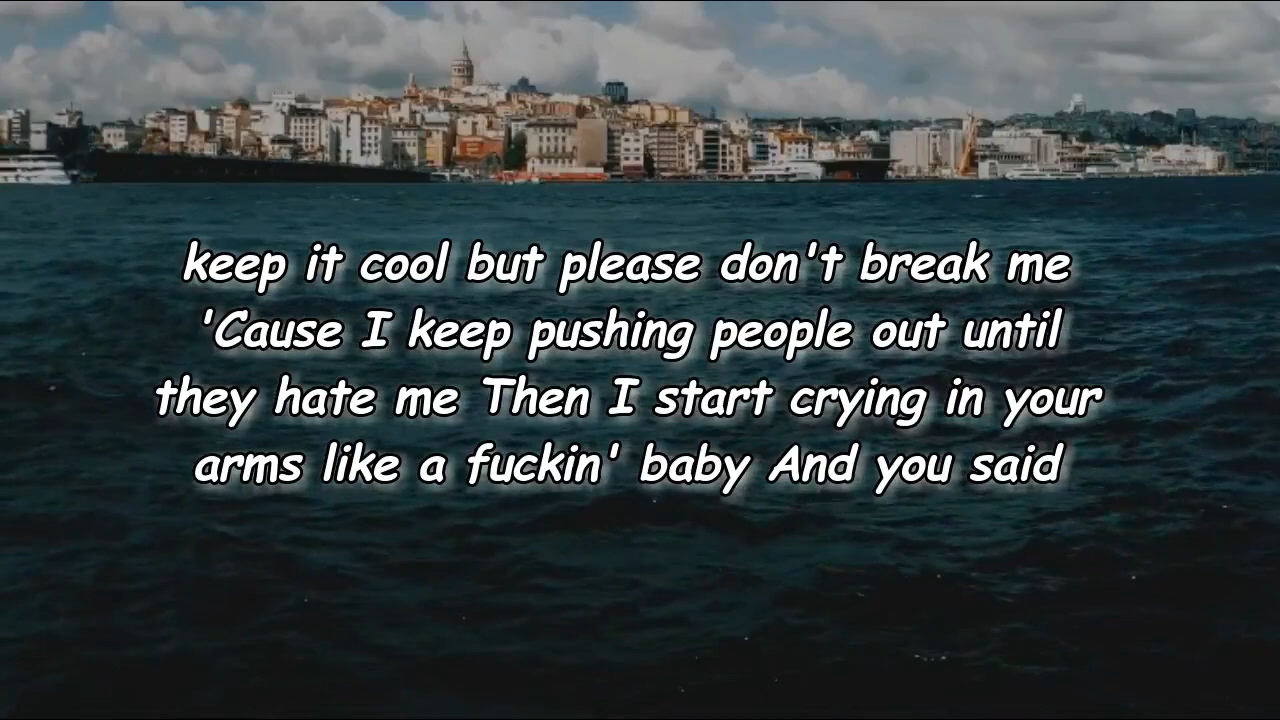 keep it cool but please don't break me
'Cause I keep pushing people out until
they hate me Then I start crying in your
arms like a fuckin' baby And you said